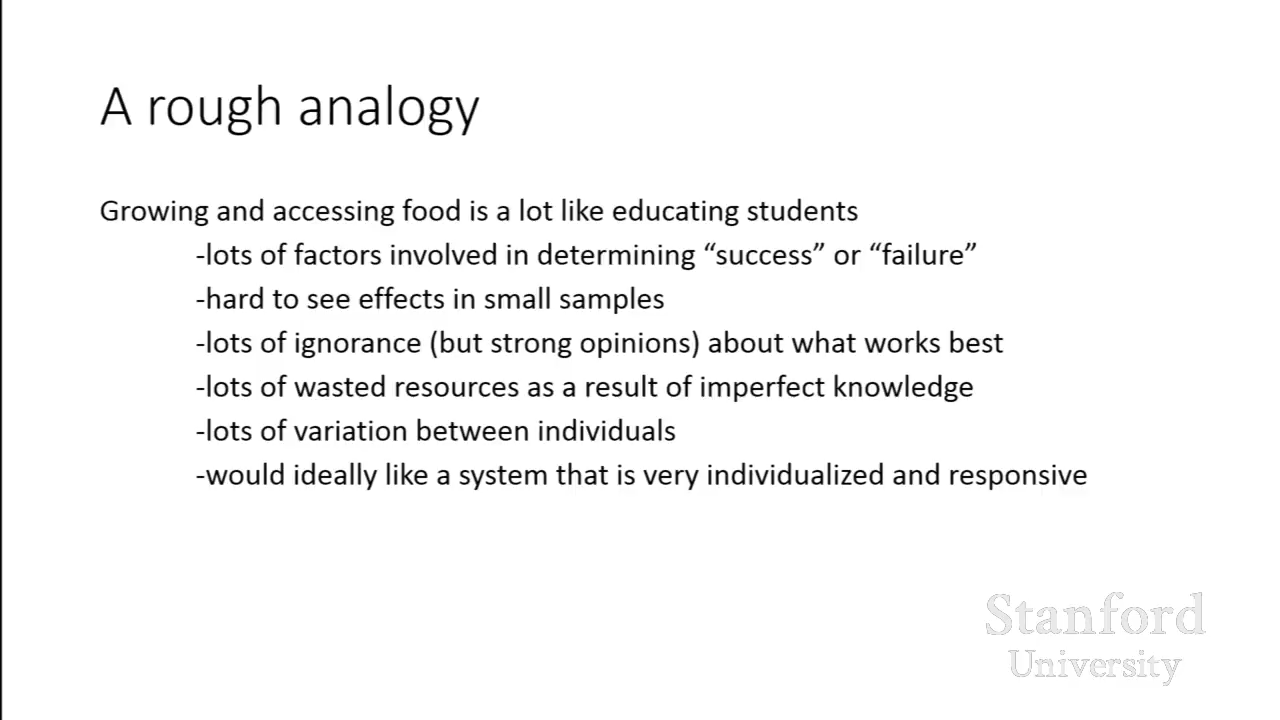 A rough analogy
Growing and accessing food is a lot like educating students
-lots of factors involved in determining “success” or “failure”
-hard to see effects in small samples
-lots of ignorance (but strong opinions) about what works best
-lots of wasted resources as a result of imperfect knowledge
-lots of variation between individuals
-would ideally like a system that is very individualized and responsive
Stanford
University